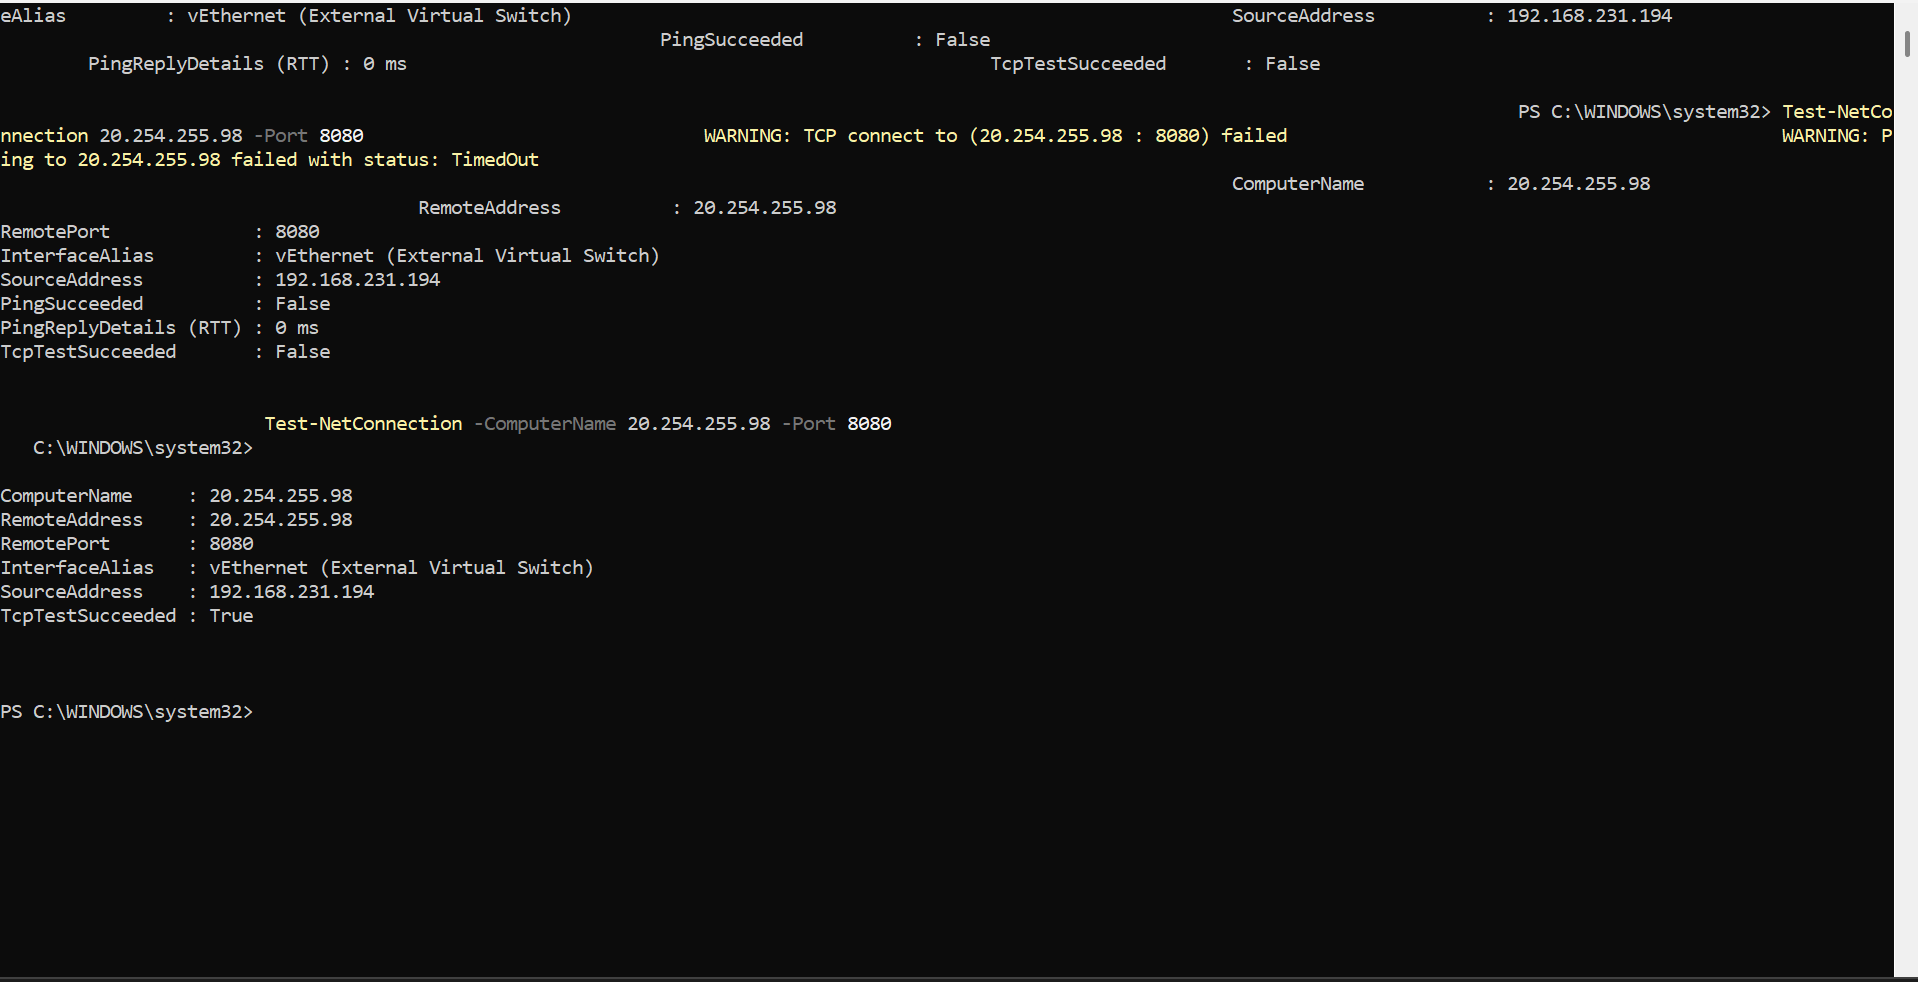 eAlias : vEthernet (External Virtual Switch) SourceAddress : 192.168.231.194
PingSucceeded : False
PingReplyDetails (RTT) : 0 ms TcpTestSucceeded : False
PS C:\WINDOWS\system32> Test-NetCo
nnection 20.254.255.98 -Port 8080 WARNING: TCP connect to (20.254.255.98 : 8080) failed WARNING: P
ing to 20.254.255.98 failed with status: TimedOut
ComputerName : 20.254.255.98
RemoteAddress : 20.254.255.98
RemotePort : 8080
InterfaceAlias : vEthernet (External Virtual Switch)
SourceAddress : 192.168.231.194
PingSucceeded : False
PingReplyDetails (RTT) : 0 ms
TcpTestSucceeded : False
Test-NetConnection -ComputerName 20.254.255.98 -Port 8080
C:\WINDOWS\system32>
ComputerName : 20.254.255.98
RemoteAddress : 20.254.255.98
RemotePort : 8080
InterfaceAlias : vEthernet (External Virtual Switch)
SourceAddress : 192.168.231.194
TcpTestSucceeded : True
PS C:\WINDOWS\system32>